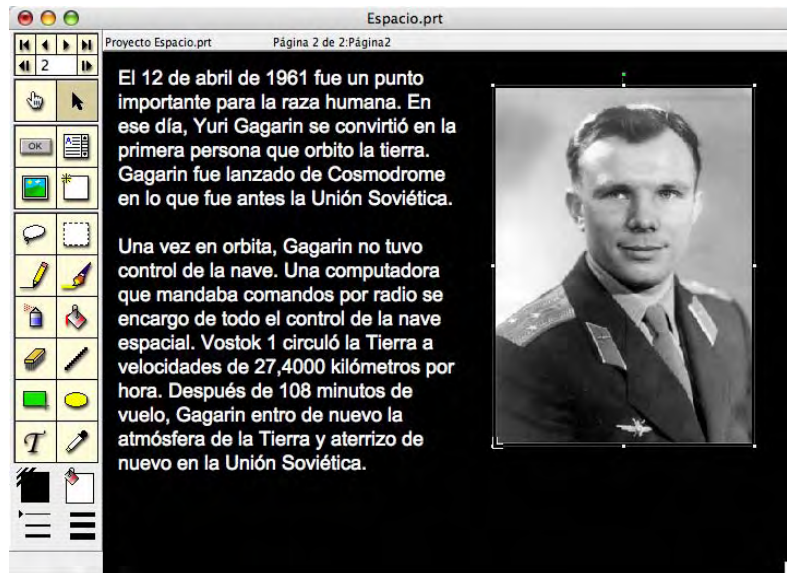 Espacio.prt
Proyecto Espacio.prt Página 2 de 2:Página2
2
OK
A
T
El 12 de abril de 1961 fue un punto
importante para la raza humana. En
ese día, Yuri Gagarin se convirtió en la
primera persona que orbito la tierra.
Gagarin fue lanzado de Cosmodrome
en lo que fue antes la Unión Soviética.
Una vez en orbita, Gagarin no tuvo
control de la nave. Una computadora
que mandaba comandos por radio se
encargo de todo el control de la nave
espacial. Vostok 1 circuló la Tierra a
velocidades de 27,4000 kilómetros por
hora. Después de 108 minutos de
vuelo, Gagarin entro de nuevo la
atmósfera de la Tierra y aterrizo de
nuevo en la Unión Soviética.